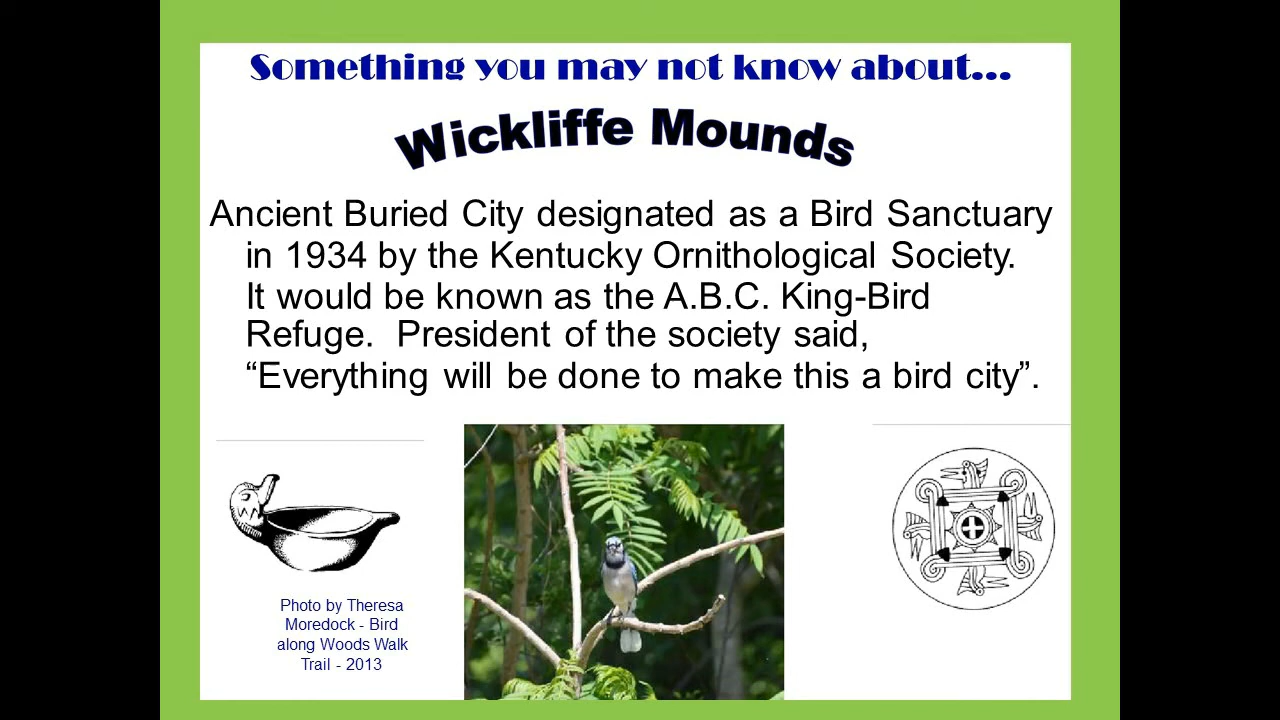 Something you may not know about...
Wickliffe Mounds
Ancient Buried City designated as a Bird Sanctuary
in 1934 by the Kentucky Ornithological Society.
It would be known as the A.B.C. King-Bird
Refuge.  President of the society said,
“Everything will be done to make this a bird city”.
Photo by Theresa
Moredock - Bird
along Woods Walk
Trail - 2013